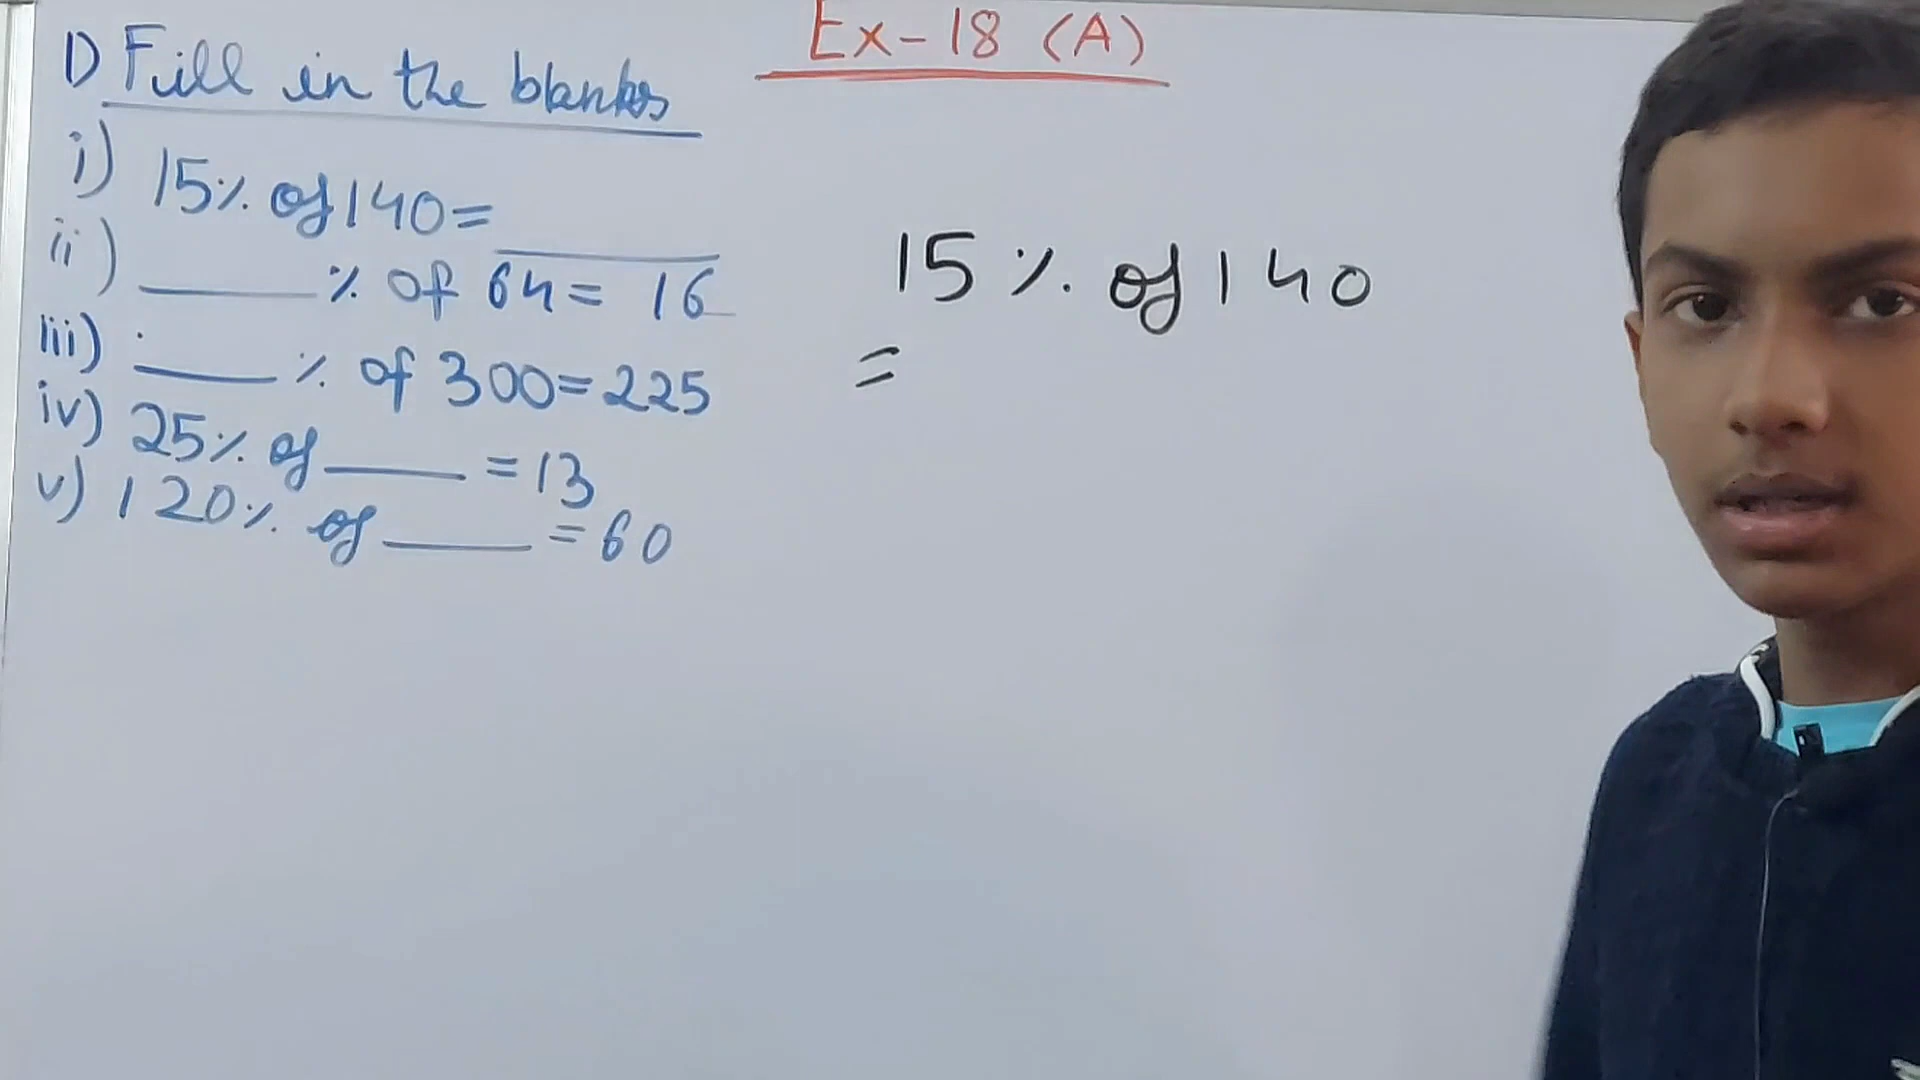 Ex-18 (A)
1) Fill in the blanks
i) 15% of 140 = ____
ii) ____ % of 64 = 16
iii) ____ % of 300 = 225
iv) 25% of ____ = 13
v) 120% of ____ = 60
15% of 140
=